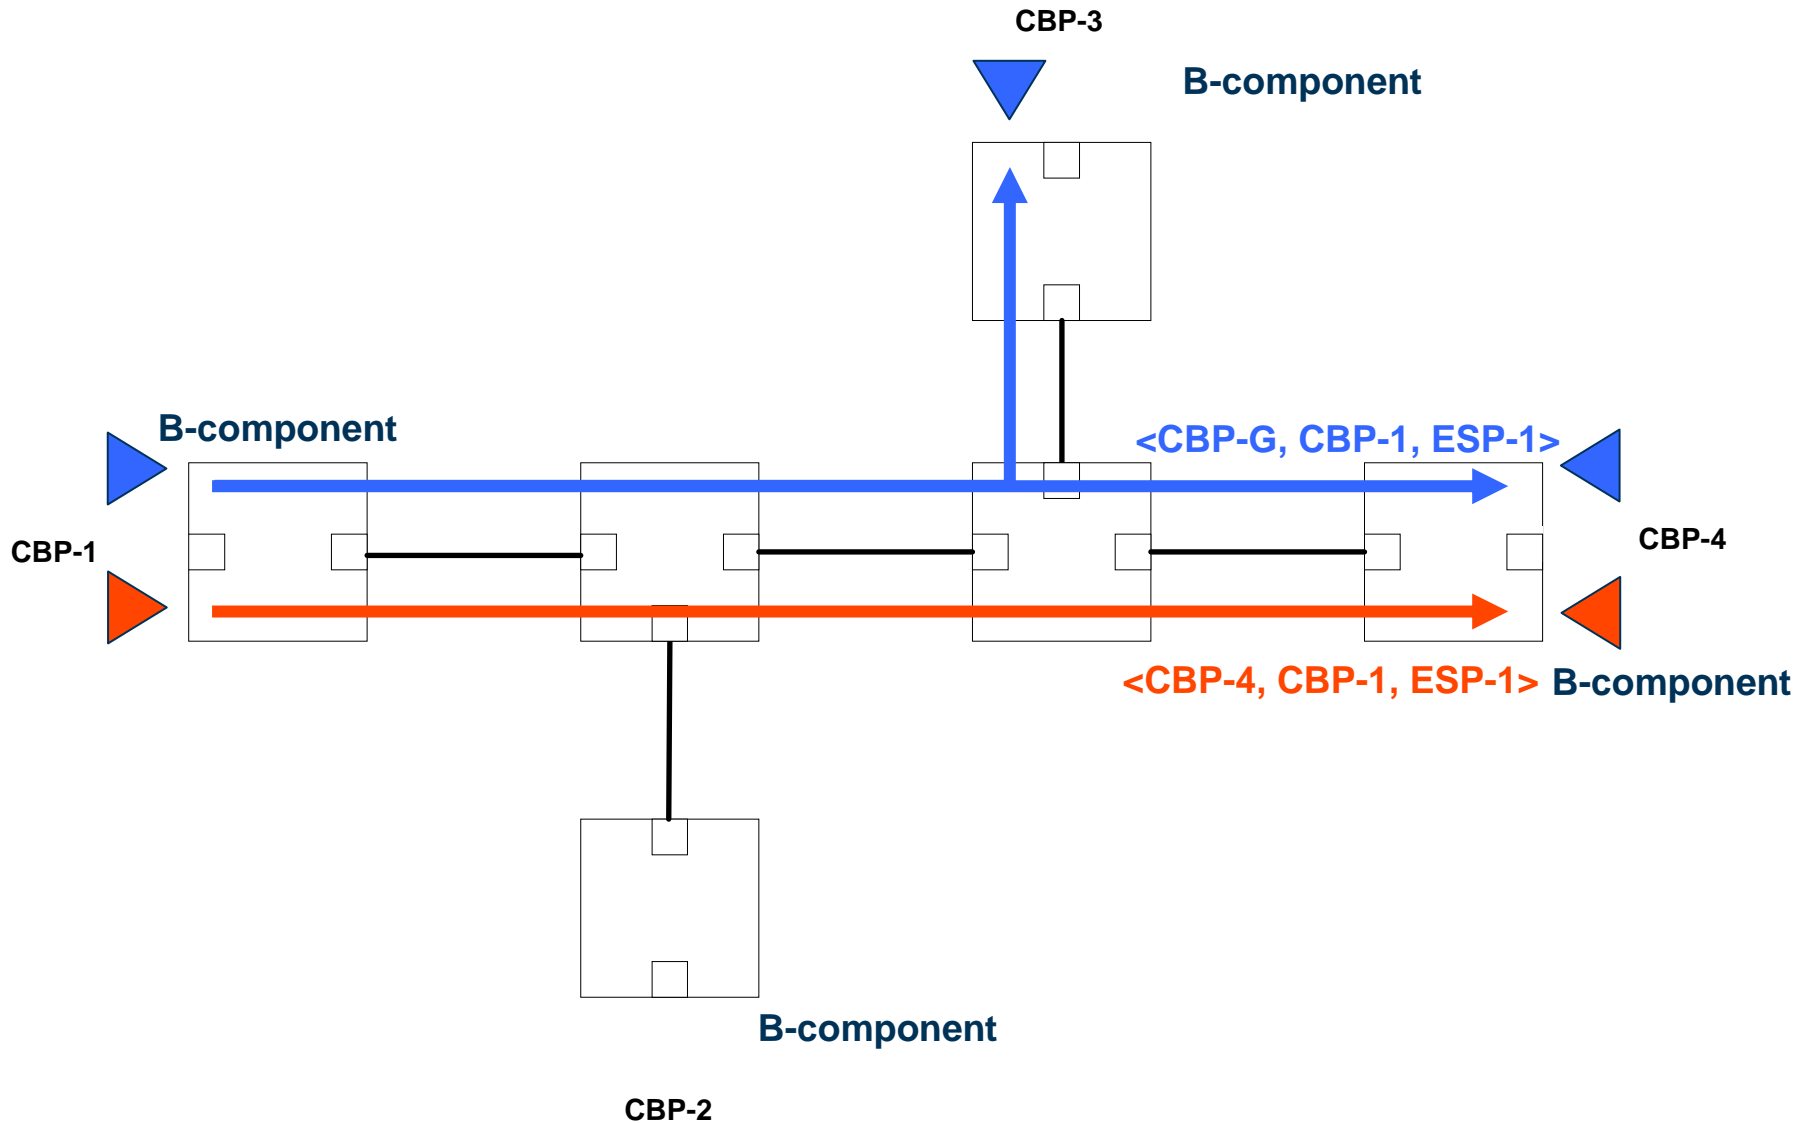 CBP-3
B-component
B-component
<CBP-G, CBP-1, ESP-1>
CBP-1
CBP-4
<CBP-4, CBP-1, ESP-1>
B-component
B-component
CBP-2